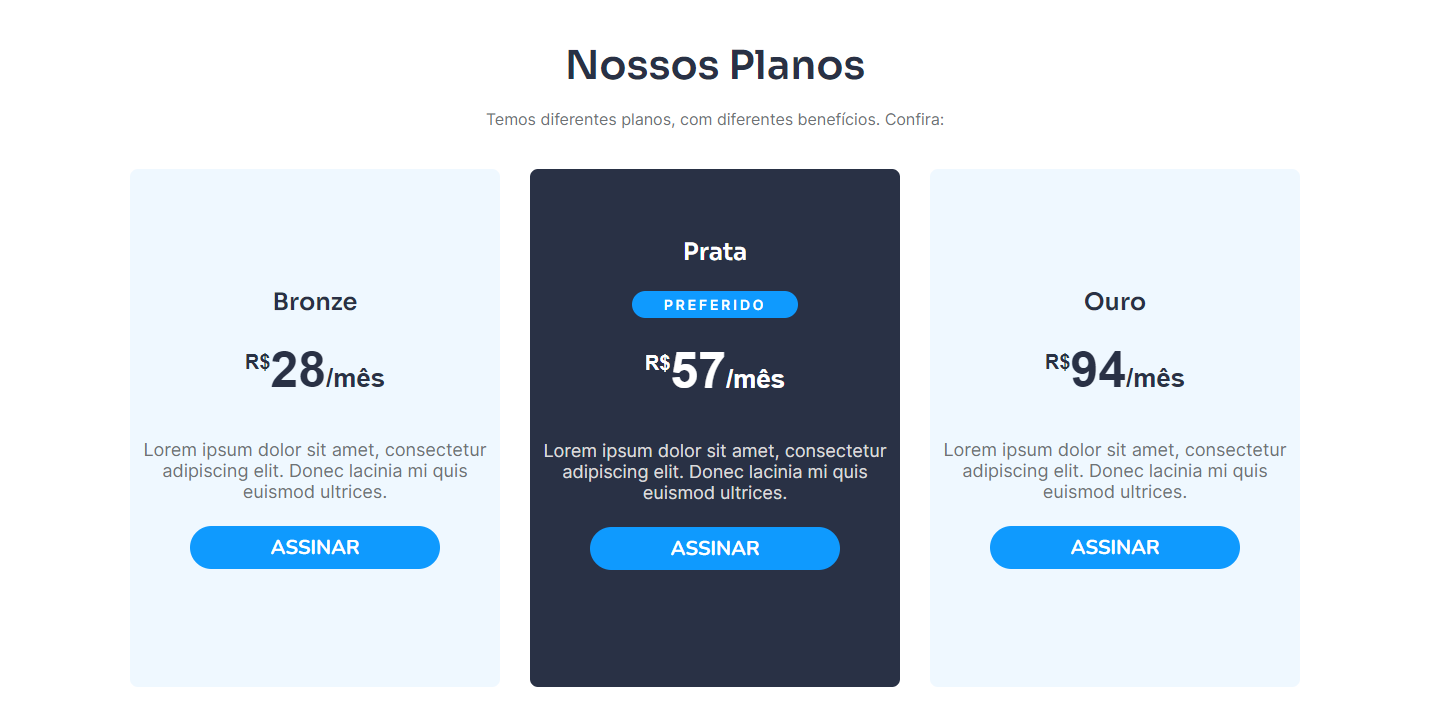 Nossos Planos
Temos diferentes planos, com diferentes benefícios. Confira:
Bronze
R$28/mês
Lorem ipsum dolor sit amet, consectetur
adipiscing elit. Donec lacinia mi quis
euismod ultrices.
ASSINAR
Prata
PREFERIDO
R$57/mês
Lorem ipsum dolor sit amet, consectetur
adipiscing elit. Donec lacinia mi quis
euismod ultrices.
ASSINAR
Ouro
R$94/mês
Lorem ipsum dolor sit amet, consectetur
adipiscing elit. Donec lacinia mi quis
euismod ultrices.
ASSINAR